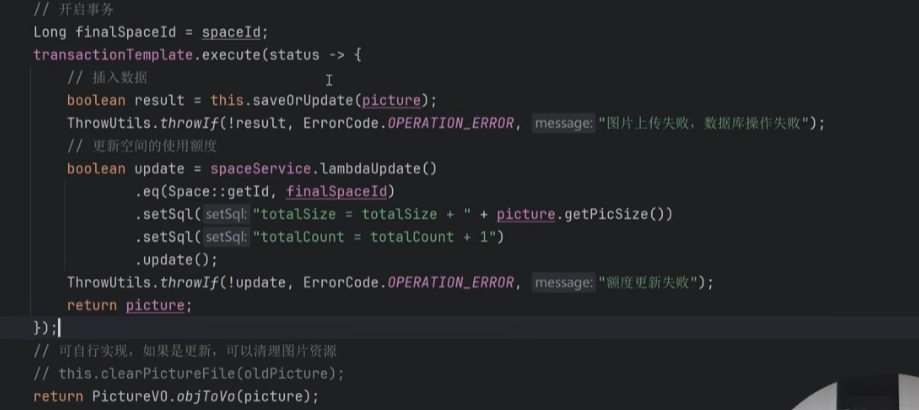 // 开启事务
Long finalSpaceId = spaceId;
transactionTemplate.execute(status -> {
// 插入数据
boolean result = this.saveOrUpdate(picture);
ThrowUtils.throwIf(!result, ErrorCode.OPERATION_ERROR, message: "图片上传失败，数据库操作失败");
// 更新空间的使用额度
boolean update = spaceService.lambdaUpdate()
.eq(Space::getId, finalSpaceId)
.setSql( setSql: "totalSize = totalSize + " + picture.getPicSize())
.setSql( setSql: "totalCount = totalCount + 1")
.update();
ThrowUtils.throwIf(!update, ErrorCode.OPERATION_ERROR, message: "额度更新失败");
return picture;
});
// 可自行实现，如果是更新，可以清理图片资源
// this.clearPictureFile(oldPicture);
return PictureVO.objToVo(picture);